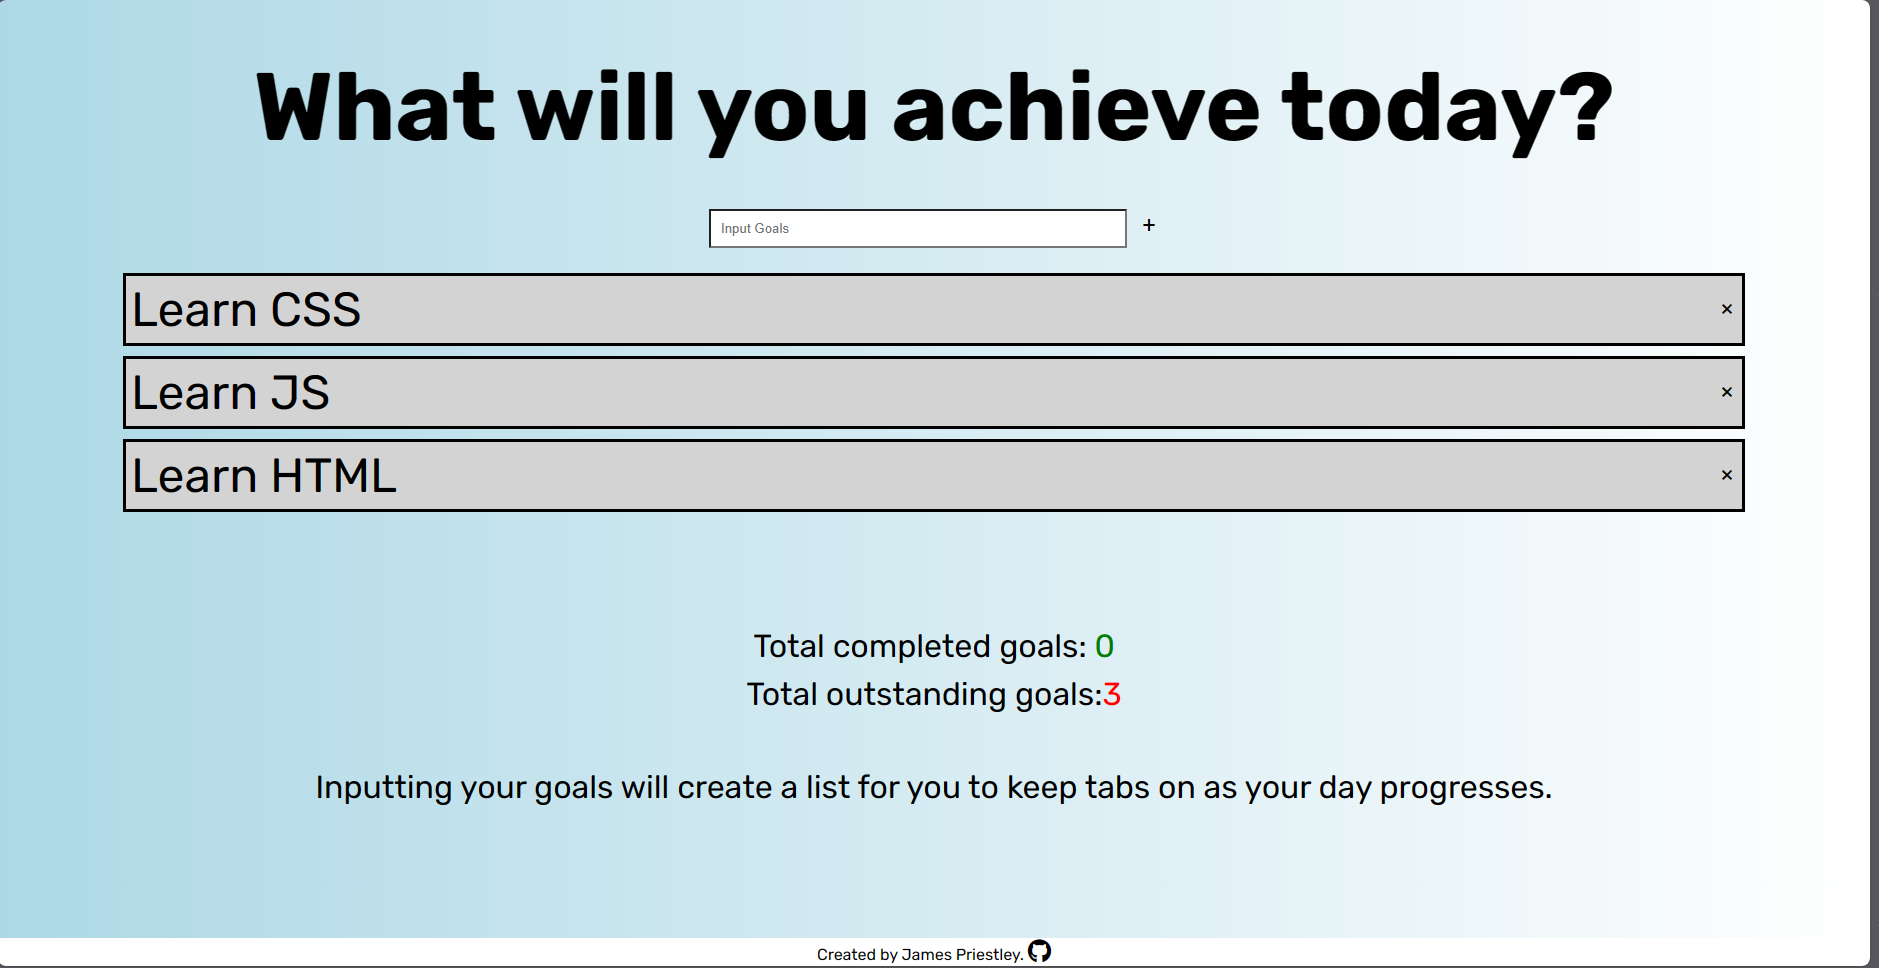 What will you achieve today?
Input Goals +
Learn CSS ×
Learn JS ×
Learn HTML ×
Total completed goals: 0
Total outstanding goals:3
Inputting your goals will create a list for you to keep tabs on as your day progresses.
Created by James Priestley.